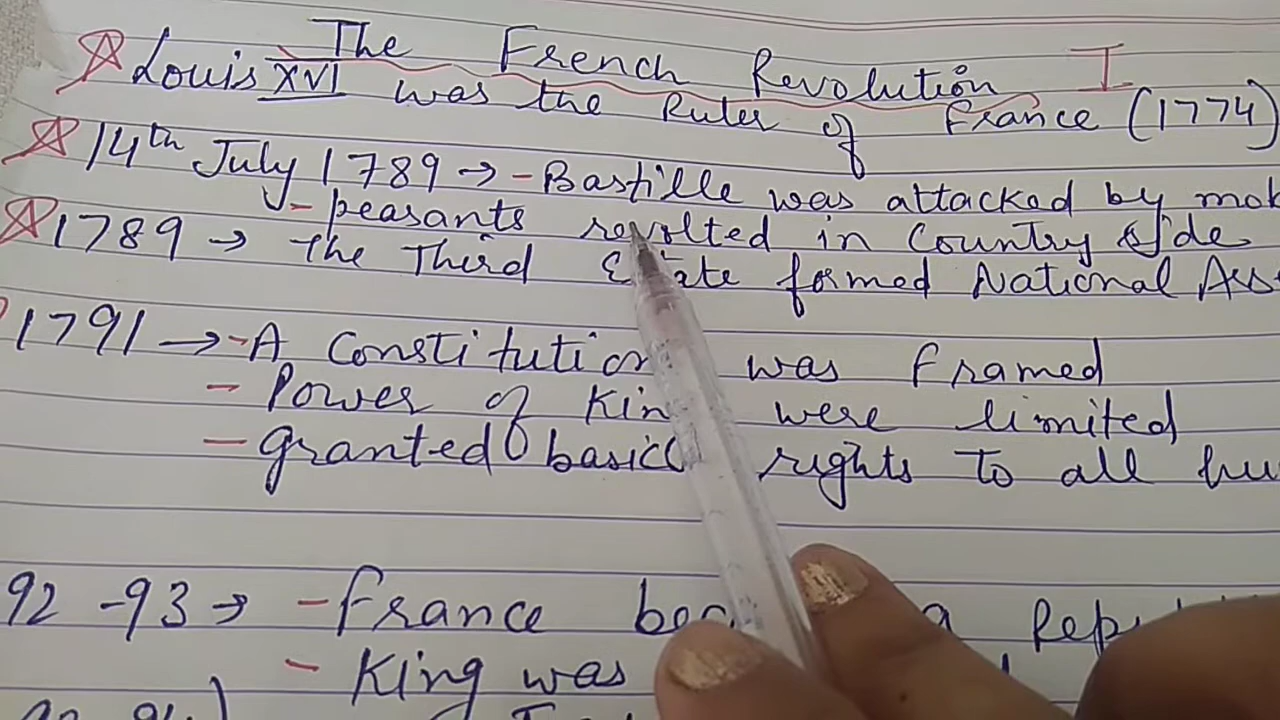 The French Revolution I
Louis XVI was the Ruler of France (1774)
14th July 1789 → - Bastille was attacked by
- peasants revolted in Country Side
1789 → The Third Estate formed National
1791 → - A Constitution was framed
- Power of King were limited
- granted basic rights to all
92 - 93 → - France a
- King was